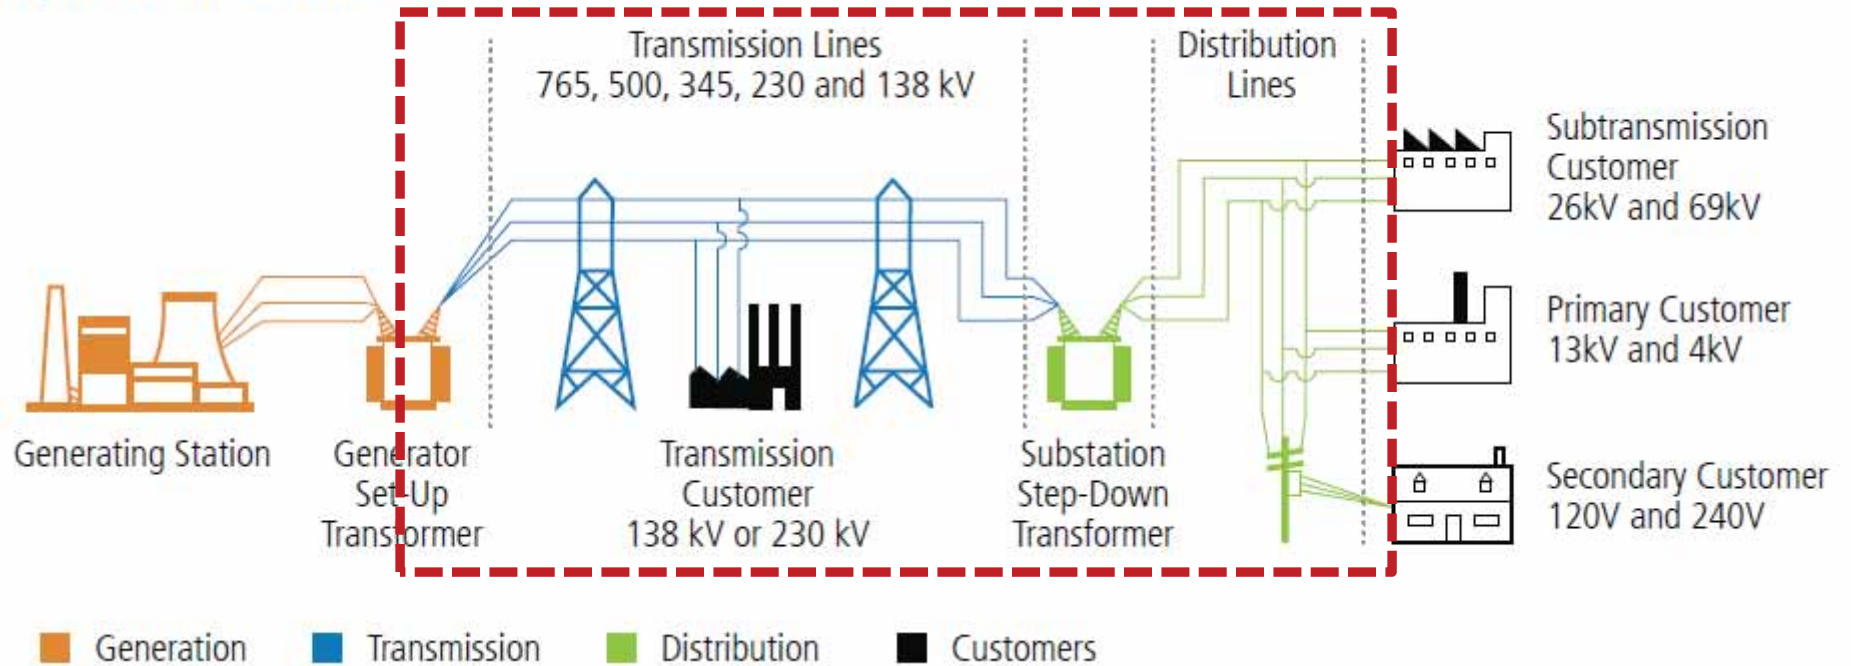 Transmission Lines
765, 500, 345, 230 and 138 kV
Distribution
Lines
Subtransmission
Customer
26kV and 69kV
Primary Customer
13kV and 4kV
Secondary Customer
120V and 240V
Generating Station
Generator
Set-Up
Transformer
Transmission
Customer
138 kV or 230 kV
Substation
Step-Down
Transformer
Generation
Transmission
Distribution
Customers